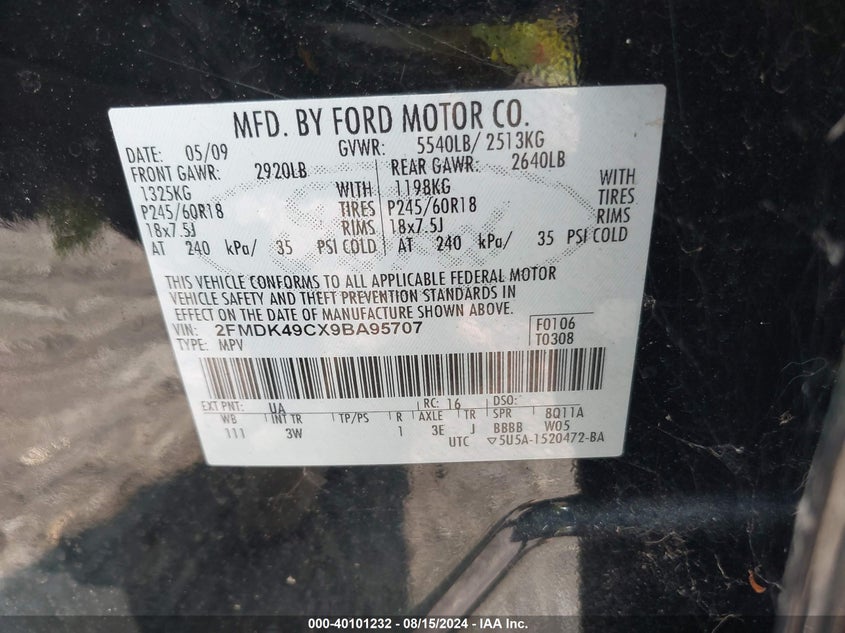 MFD. BY FORD MOTOR CO.
DATE: 05/09 GVWR: 5540LB/ 2513KG
FRONT GAWR: 2920LB REAR GAWR: 2640LB
1325KG WITH 1198KG WITH
P245/60R18 TIRES P245/60R18 TIRES
18x7.5J RIMS 18x7.5J RIMS
AT 240 kPa/ 35 PSI COLD AT 240 kPa/ 35 PSI COLD
THIS VEHICLE CONFORMS TO ALL APPLICABLE FEDERAL MOTOR
VEHICLE SAFETY AND THEFT PREVENTION STANDARDS IN
EFFECT ON THE DATE OF MANUFACTURE SHOWN ABOVE.
VIN: 2FMDK49CX9BA95707 F0106
TYPE: MPV T0308
EXT PNT: UA RC: 16 DSO:
WB INT TR TP/PS R AXLE TR SPR 8Q11A
111 3W 1 3E J BBBB W05
UTC ▽5U5A-1520472-BA
000-40101232 - 08/15/2024 - IAA Inc.